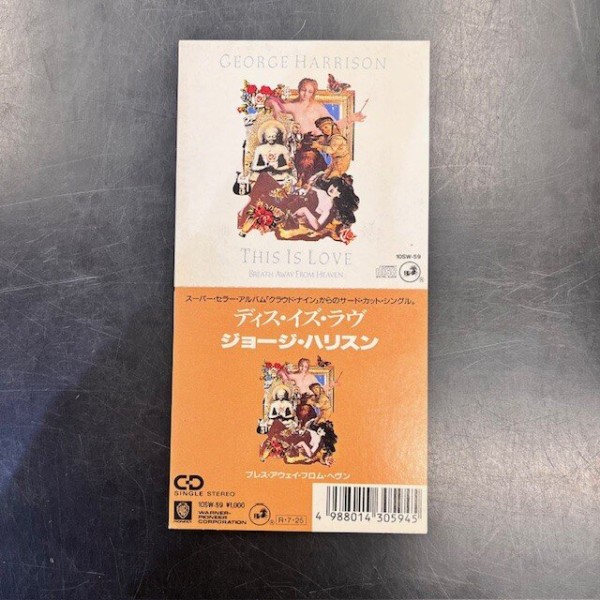 GEORGE HARRISON
THIS IS LOVE
BREATH AWAY FROM HEAVEN
10SW-59
スーパー・セラー・アルバム「クラウド・ナイン」からのサード・カット・シングル。
ディス・イズ・ラヴ
ジョージ・ハリスン
ブレス・アウェイ・フロム・ヘヴン
CD
SINGLE STEREO
10SW-59 ¥1,000
PIONEER
WARNER-PIONEER CORPORATION
R・7・25
4 988014 305945